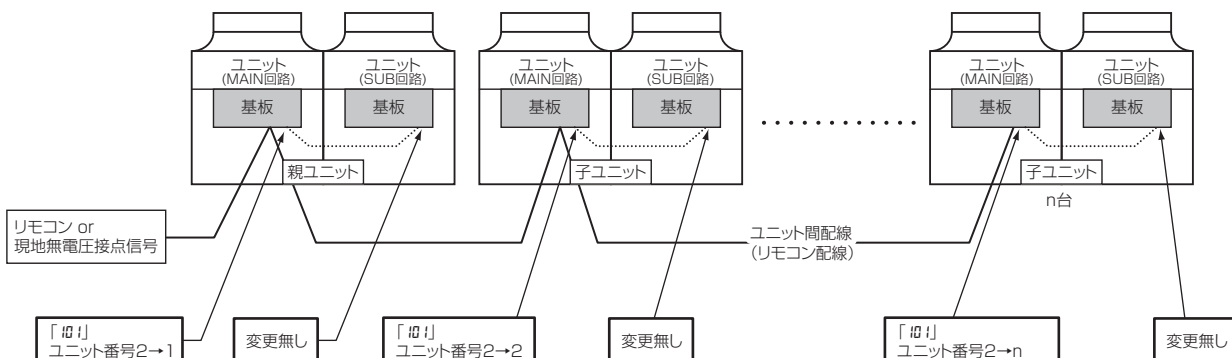 ユニット
(MAIN回路)
ユニット
(SUB回路)
ユニット
(MAIN回路)
ユニット
(SUB回路)
ユニット
(MAIN回路)
ユニット
(SUB回路)
基板
基板
基板
基板
基板
基板
親ユニット
子ユニット
子ユニット
n台
リモコン or
現地無電圧接点信号
ユニット間配線
(リモコン配線)
「101」
ユニット番号2→1
変更無し
「101」
ユニット番号2→2
変更無し
「101」
ユニット番号2→n
変更無し